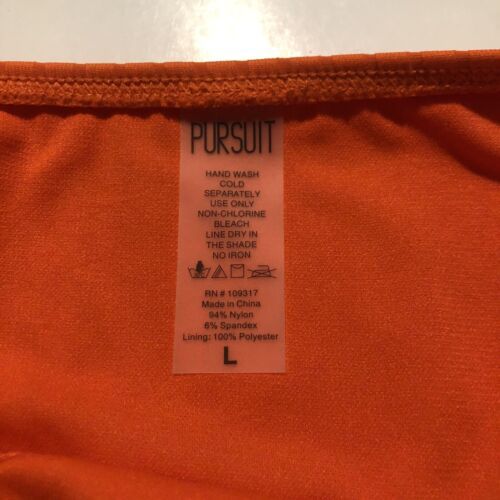 PURSUIT
HAND WASH
COLD
SEPARATELY
USE ONLY
NON-CHLORINE
BLEACH
LINE DRY IN
THE SHADE
NO IRON
RN # 109317
Made in China
94% Nylon
6% Spandex
Lining: 100% Polyester
L